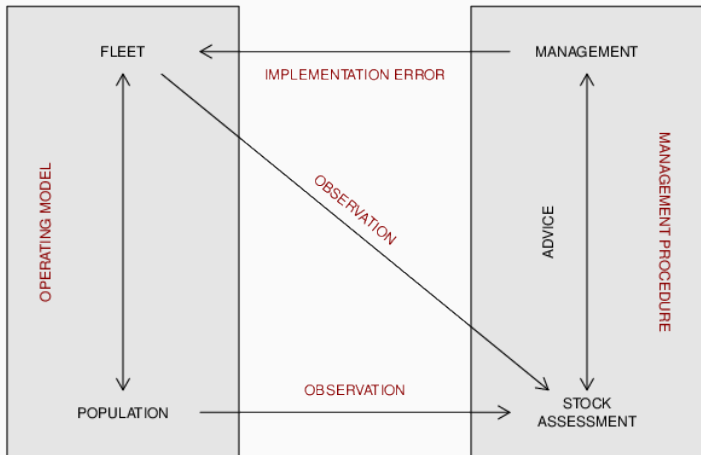 FLEET
MANAGEMENT
IMPLEMENTATION ERROR
OPERATING MODEL
OBSERVATION
ADVICE
MANAGEMENT PROCEDURE
OBSERVATION
POPULATION
STOCK
ASSESSMENT